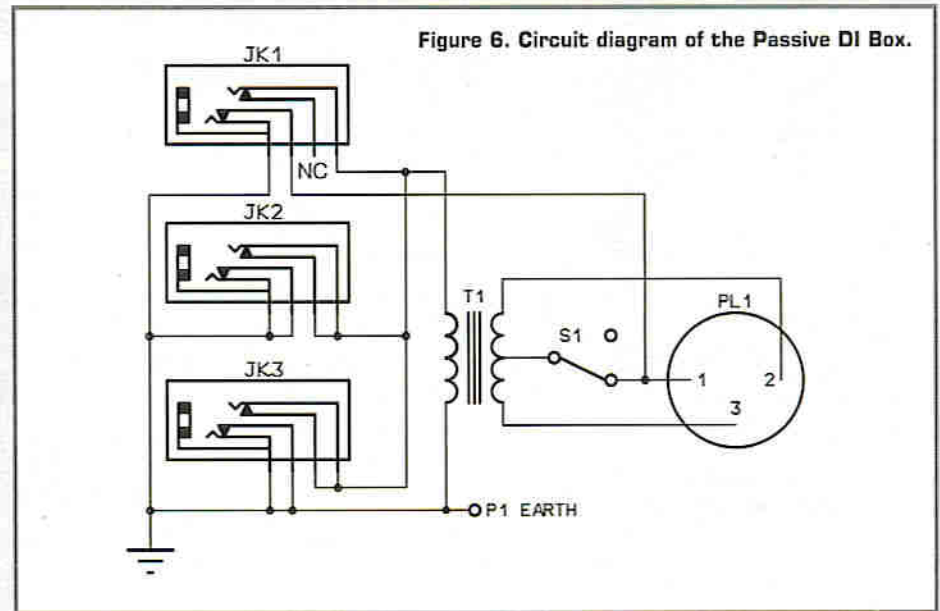 Figure 6. Circuit diagram of the Passive DI Box.
JK1
NC
JK2
JK3
T1
S1
PL1
1
2
3
P1 EARTH